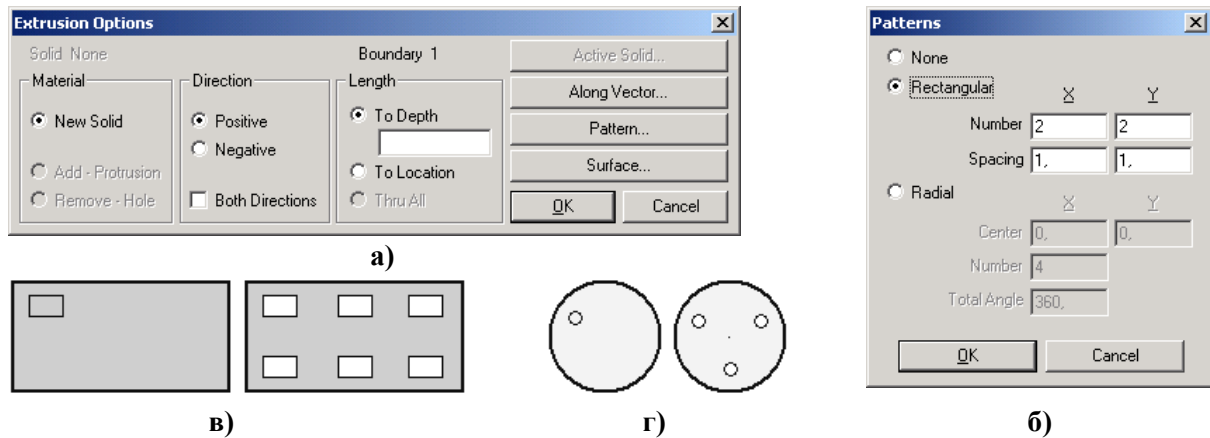 Extrusion Options
Solid None Boundary 1 Active Solid...
Material Direction Length
Along Vector...
New Solid Positive To Depth
Pattern...
Negative
Add - Protrusion To Location Surface...
Remove - Hole Both Directions Thru All OK Cancel
а)
Patterns
None
Rectangular X Y
Number 2 2
Spacing 1, 1,
Radial X Y
Center 0, 0,
Number 4
Total Angle 360,
OK Cancel
в) г) б)